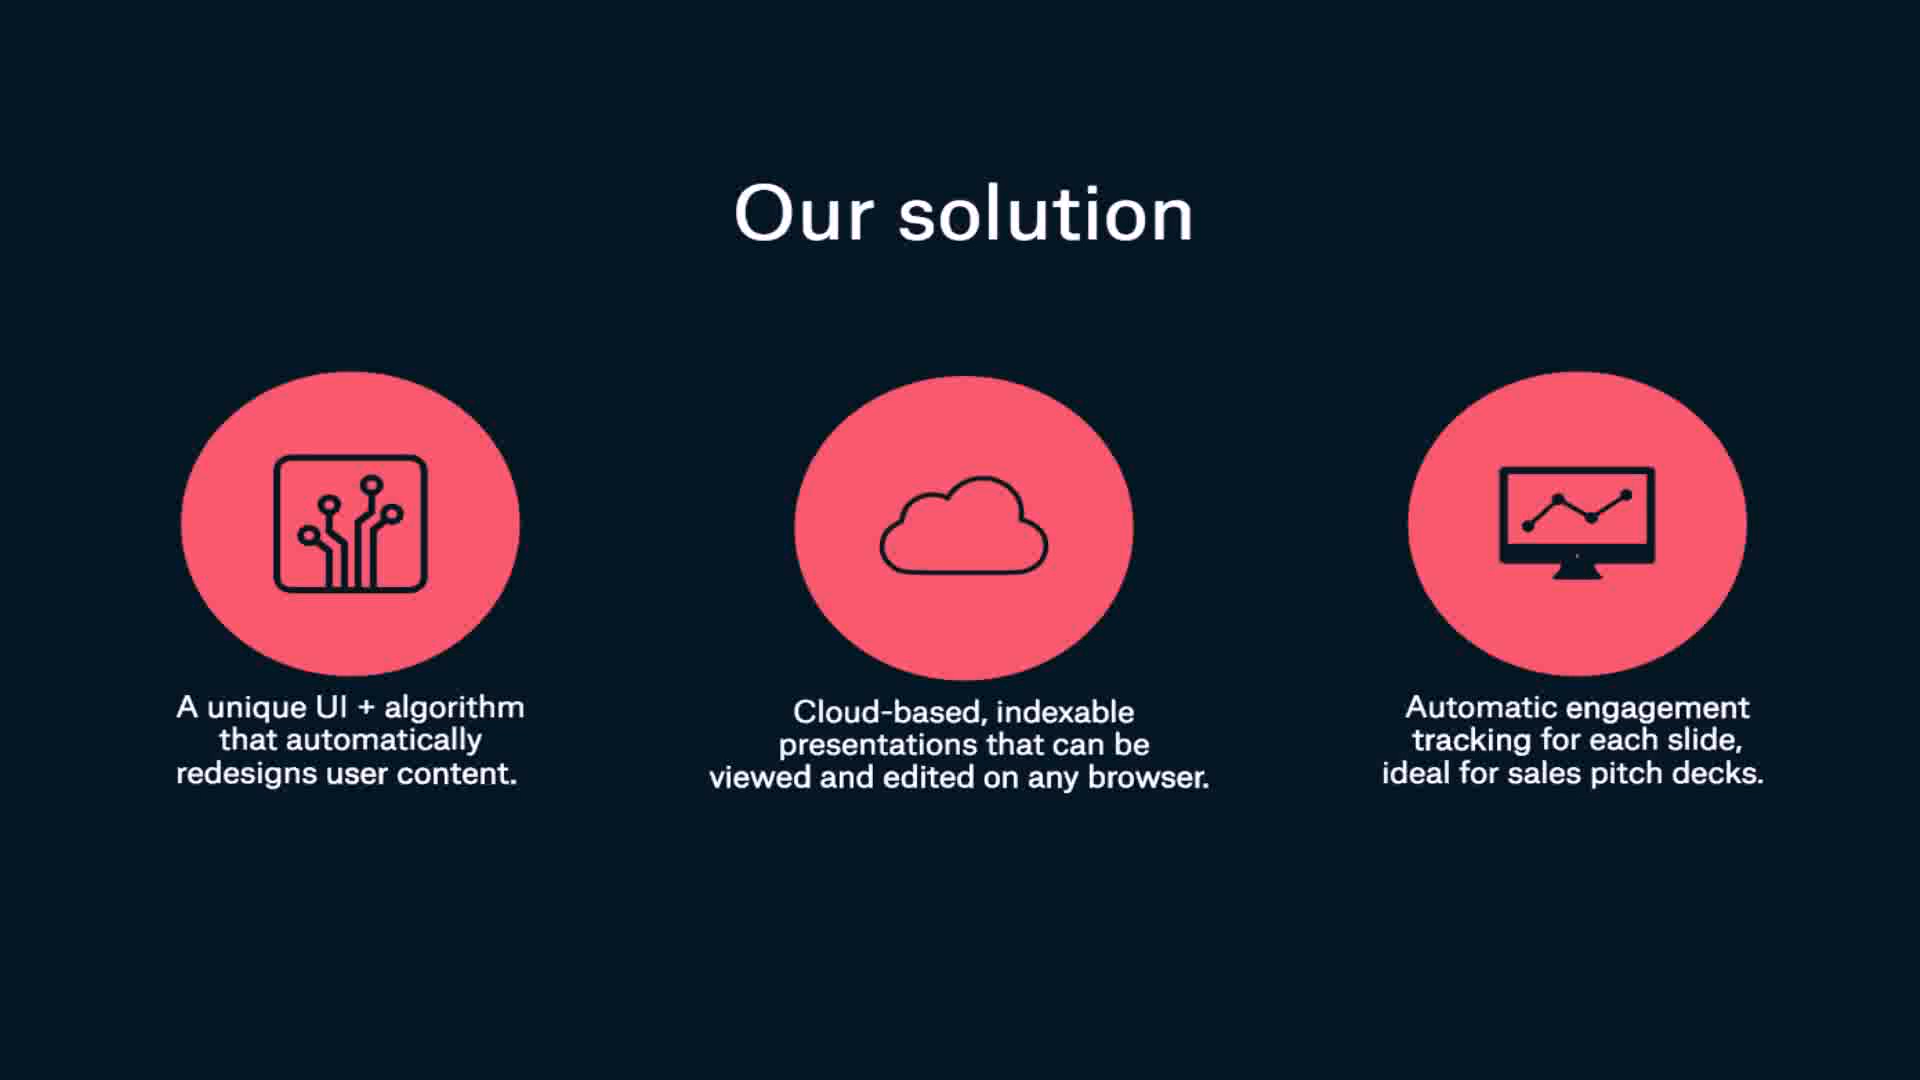 Our solution
A unique UI + algorithm
that automatically
redesigns user content.
Cloud-based, indexable
presentations that can be
viewed and edited on any browser.
Automatic engagement
tracking for each slide,
ideal for sales pitch decks.